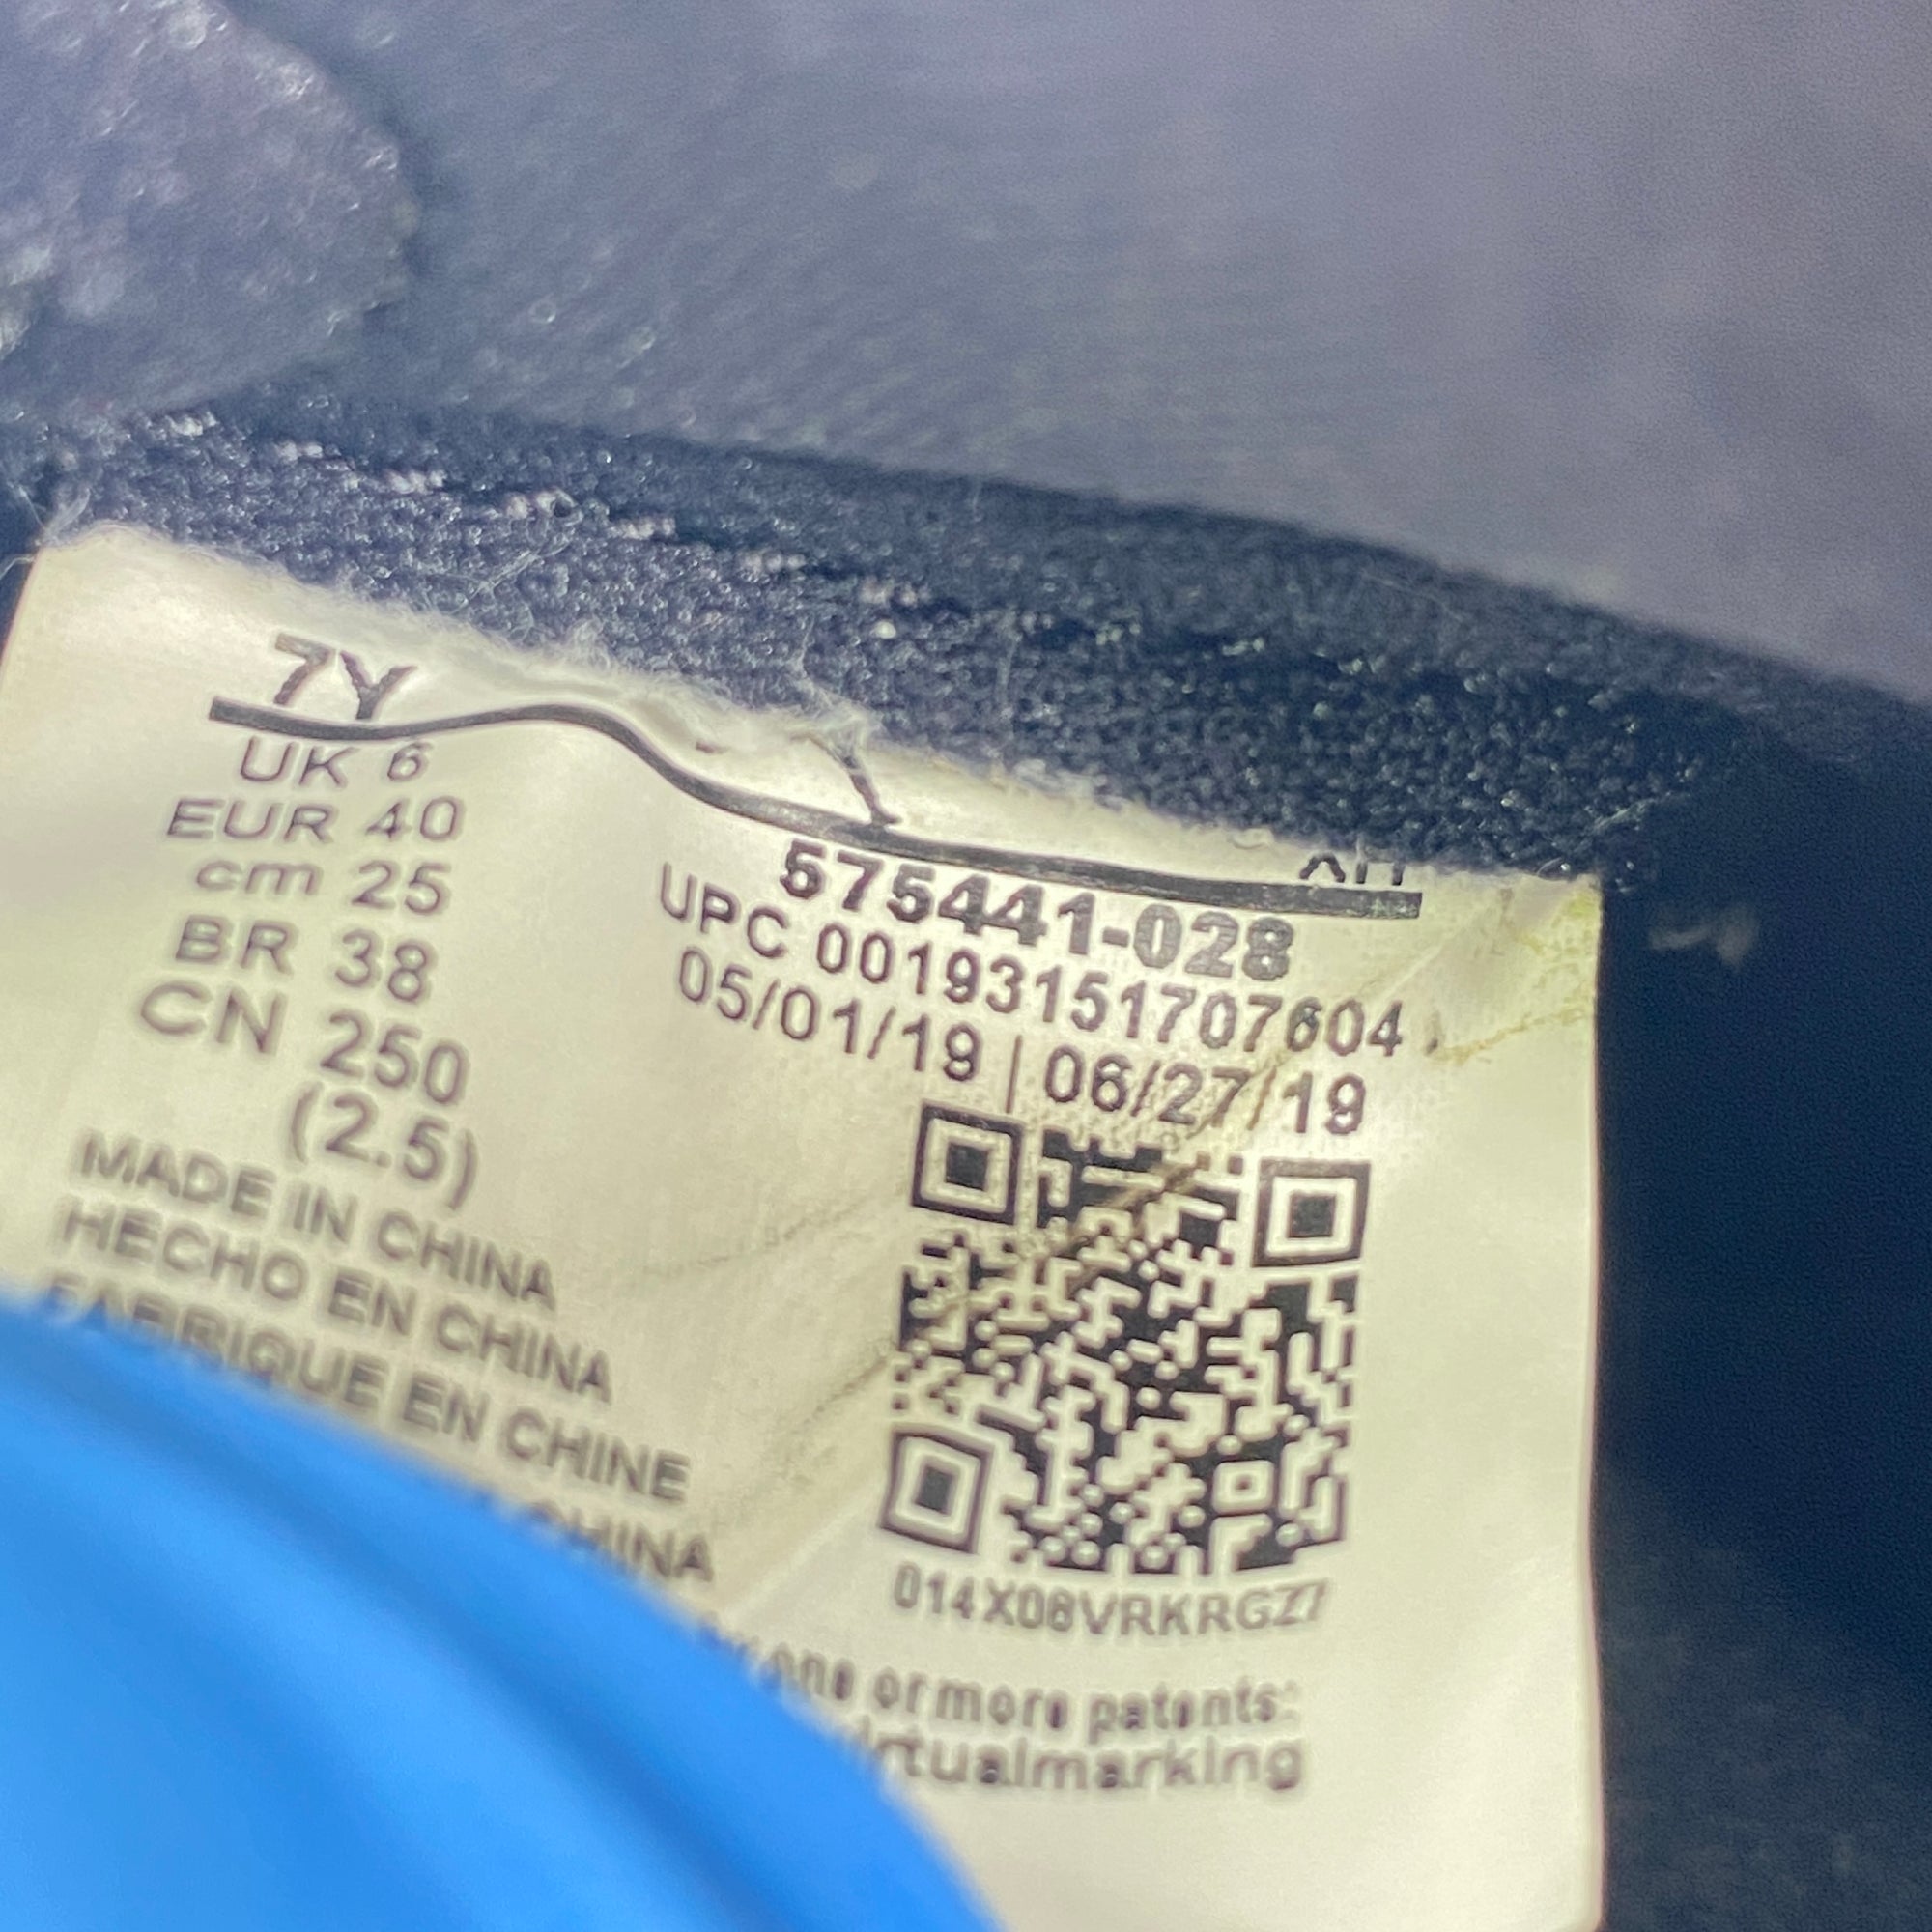 7Y
UK 6
EUR 40
cm 25
BR 38
CN 250
(2.5)
MADE IN CHINA
HECHO EN CHINA
FABRIQUE EN CHINE
CHINA
575441-028
UPC 00193151707604
05/01/19 | 06/27/19
014X08VRKRGZ7
one or more patents: